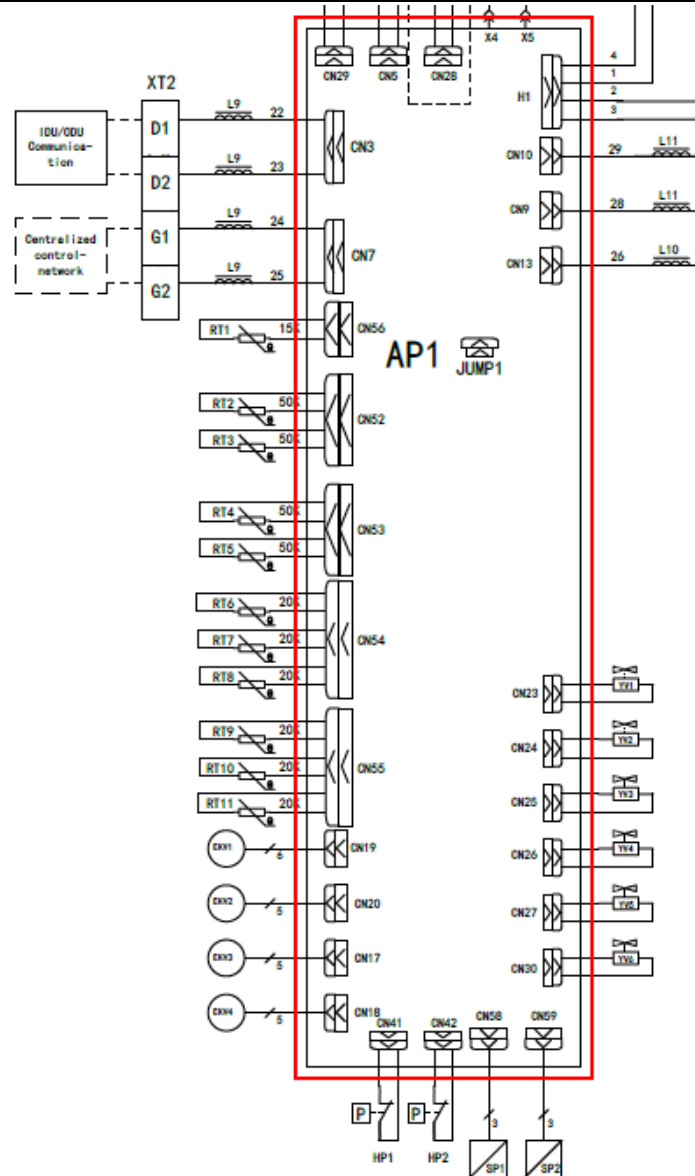 X4 X5
CN29 CN5 CN28
4
1
H1
2
3
XT2
IDU/ODU
Communica-
tion
D1 L9 22
CN3
D2 L9 23
CN10 29 L11
Centralized
control-
network
G1 L9 24
CN7
G2 L9 25
CN9 28 L11
CN13 26 L10
RT1 15K CN56
AP1 JUMP1
RT2 50K
CN52
RT3 50K
RT4 50K
CN53
RT5 50K
RT6 20K
RT7 20K CN54
RT8 20K
RT9 20K
RT10 20K CN55
RT11 20K
CN23 YV1
CN24 YV2
CN25 YV3
CN26 YV4
CN27 YV5
CN30 YV6
EXV1 6 CN19
EXV2 5 CN20
EXV3 5 CN17
EXV4 5 CN18
CN41 CN42 CN58 CN59
P P 3 3
HP1 HP2 SP1 SP2